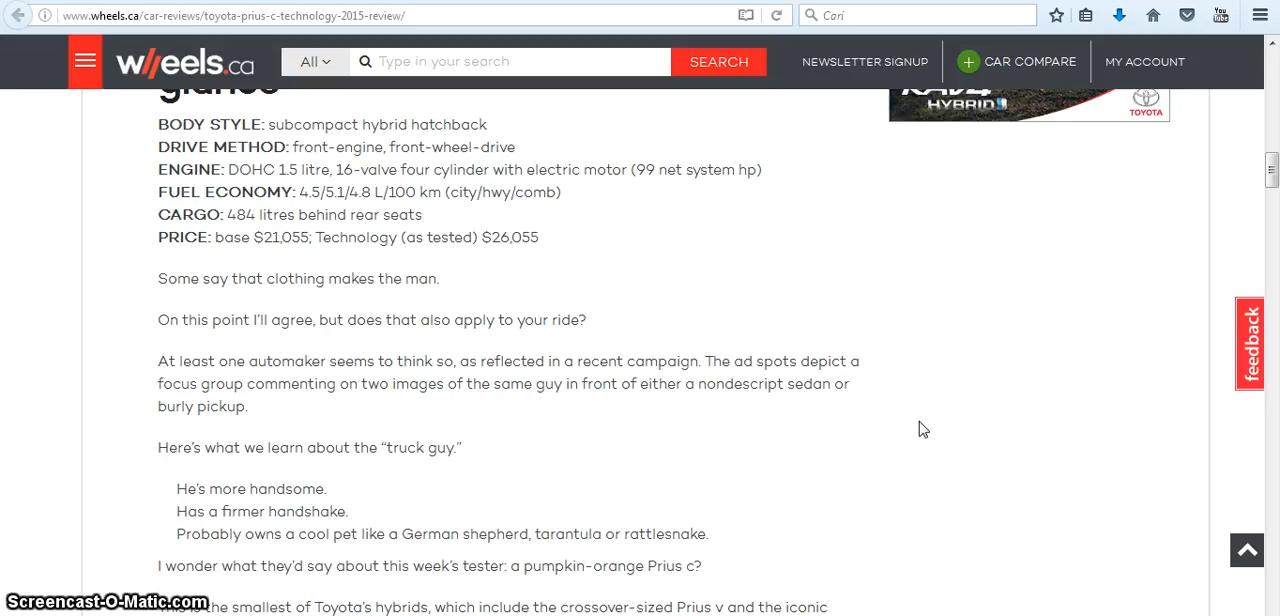 www.wheels.ca/car-reviews/toyota-prius-c-technology-2015-review/
Cari
You
Tube
wheels.ca
All
Type in your search
SEARCH
NEWSLETTER SIGNUP
CAR COMPARE
MY ACCOUNT
glance
RAV4
HYBRID
TOYOTA
BODY STYLE: subcompact hybrid hatchback
DRIVE METHOD: front-engine, front-wheel-drive
ENGINE: DOHC 1.5 litre, 16-valve four cylinder with electric motor (99 net system hp)
FUEL ECONOMY: 4.5/5.1/4.8 L/100 km (city/hwy/comb)
CARGO: 484 litres behind rear seats
PRICE: base $21,055; Technology (as tested) $26,055
Some say that clothing makes the man.
On this point I'll agree, but does that also apply to your ride?
At least one automaker seems to think so, as reflected in a recent campaign. The ad spots depict a
focus group commenting on two images of the same guy in front of either a nondescript sedan or
burly pickup.
Here's what we learn about the “truck guy.”
He's more handsome.
Has a firmer handshake.
Probably owns a cool pet like a German shepherd, tarantula or rattlesnake.
I wonder what they'd say about this week's tester: a pumpkin-orange Prius c?
This is the smallest of Toyota's hybrids, which include the crossover-sized Prius v and the iconic
feedback
Screencast-O-Matic.com